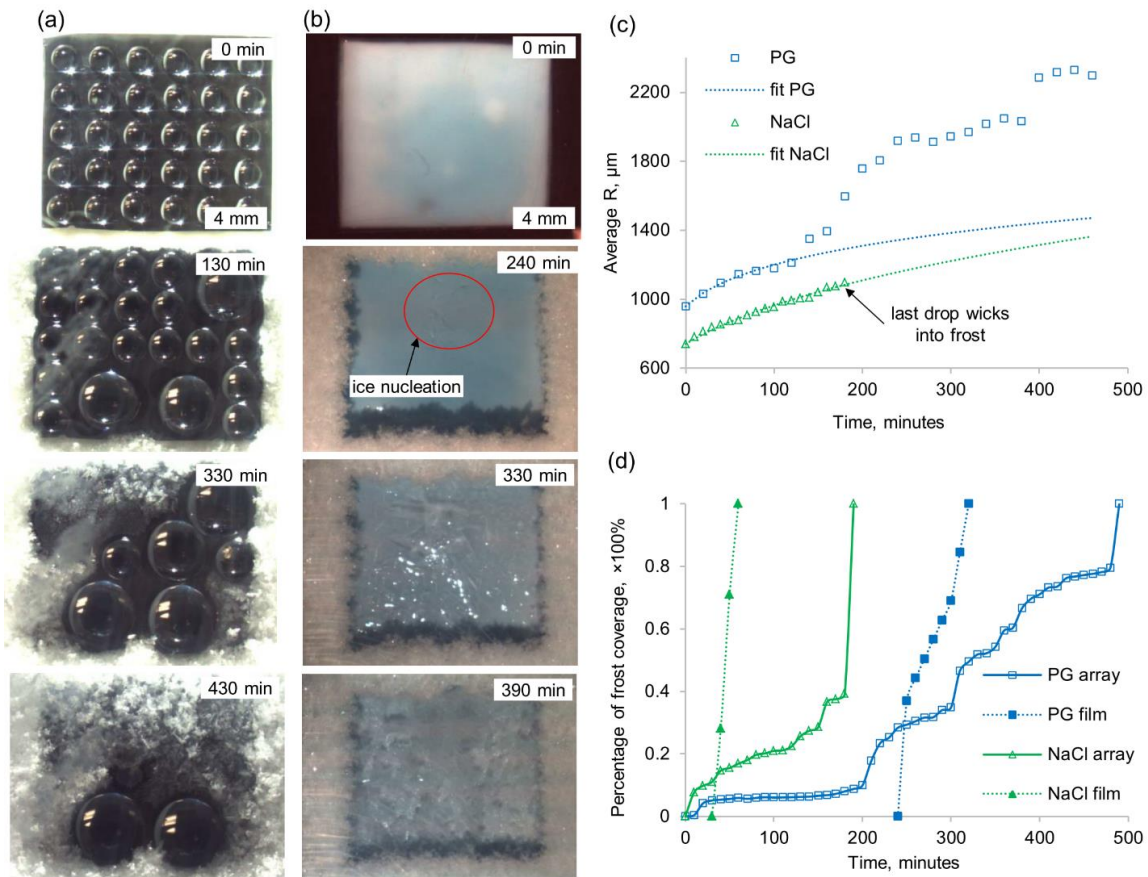 (a)
0 min
4 mm
130 min
330 min
430 min
(b)
0 min
4 mm
240 min
ice nucleation
330 min
390 min
(c)
PG
fit PG
NaCl
fit NaCl
2200
1800
1400
1000
600
Average R, µm
last drop wicks
into frost
0
100
200
300
400
500
Time, minutes
(d)
1
0.8
0.6
0.4
0.2
0
Percentage of frost coverage, ×100%
PG array
PG film
NaCl array
NaCl film
0
100
200
300
400
500
Time, minutes